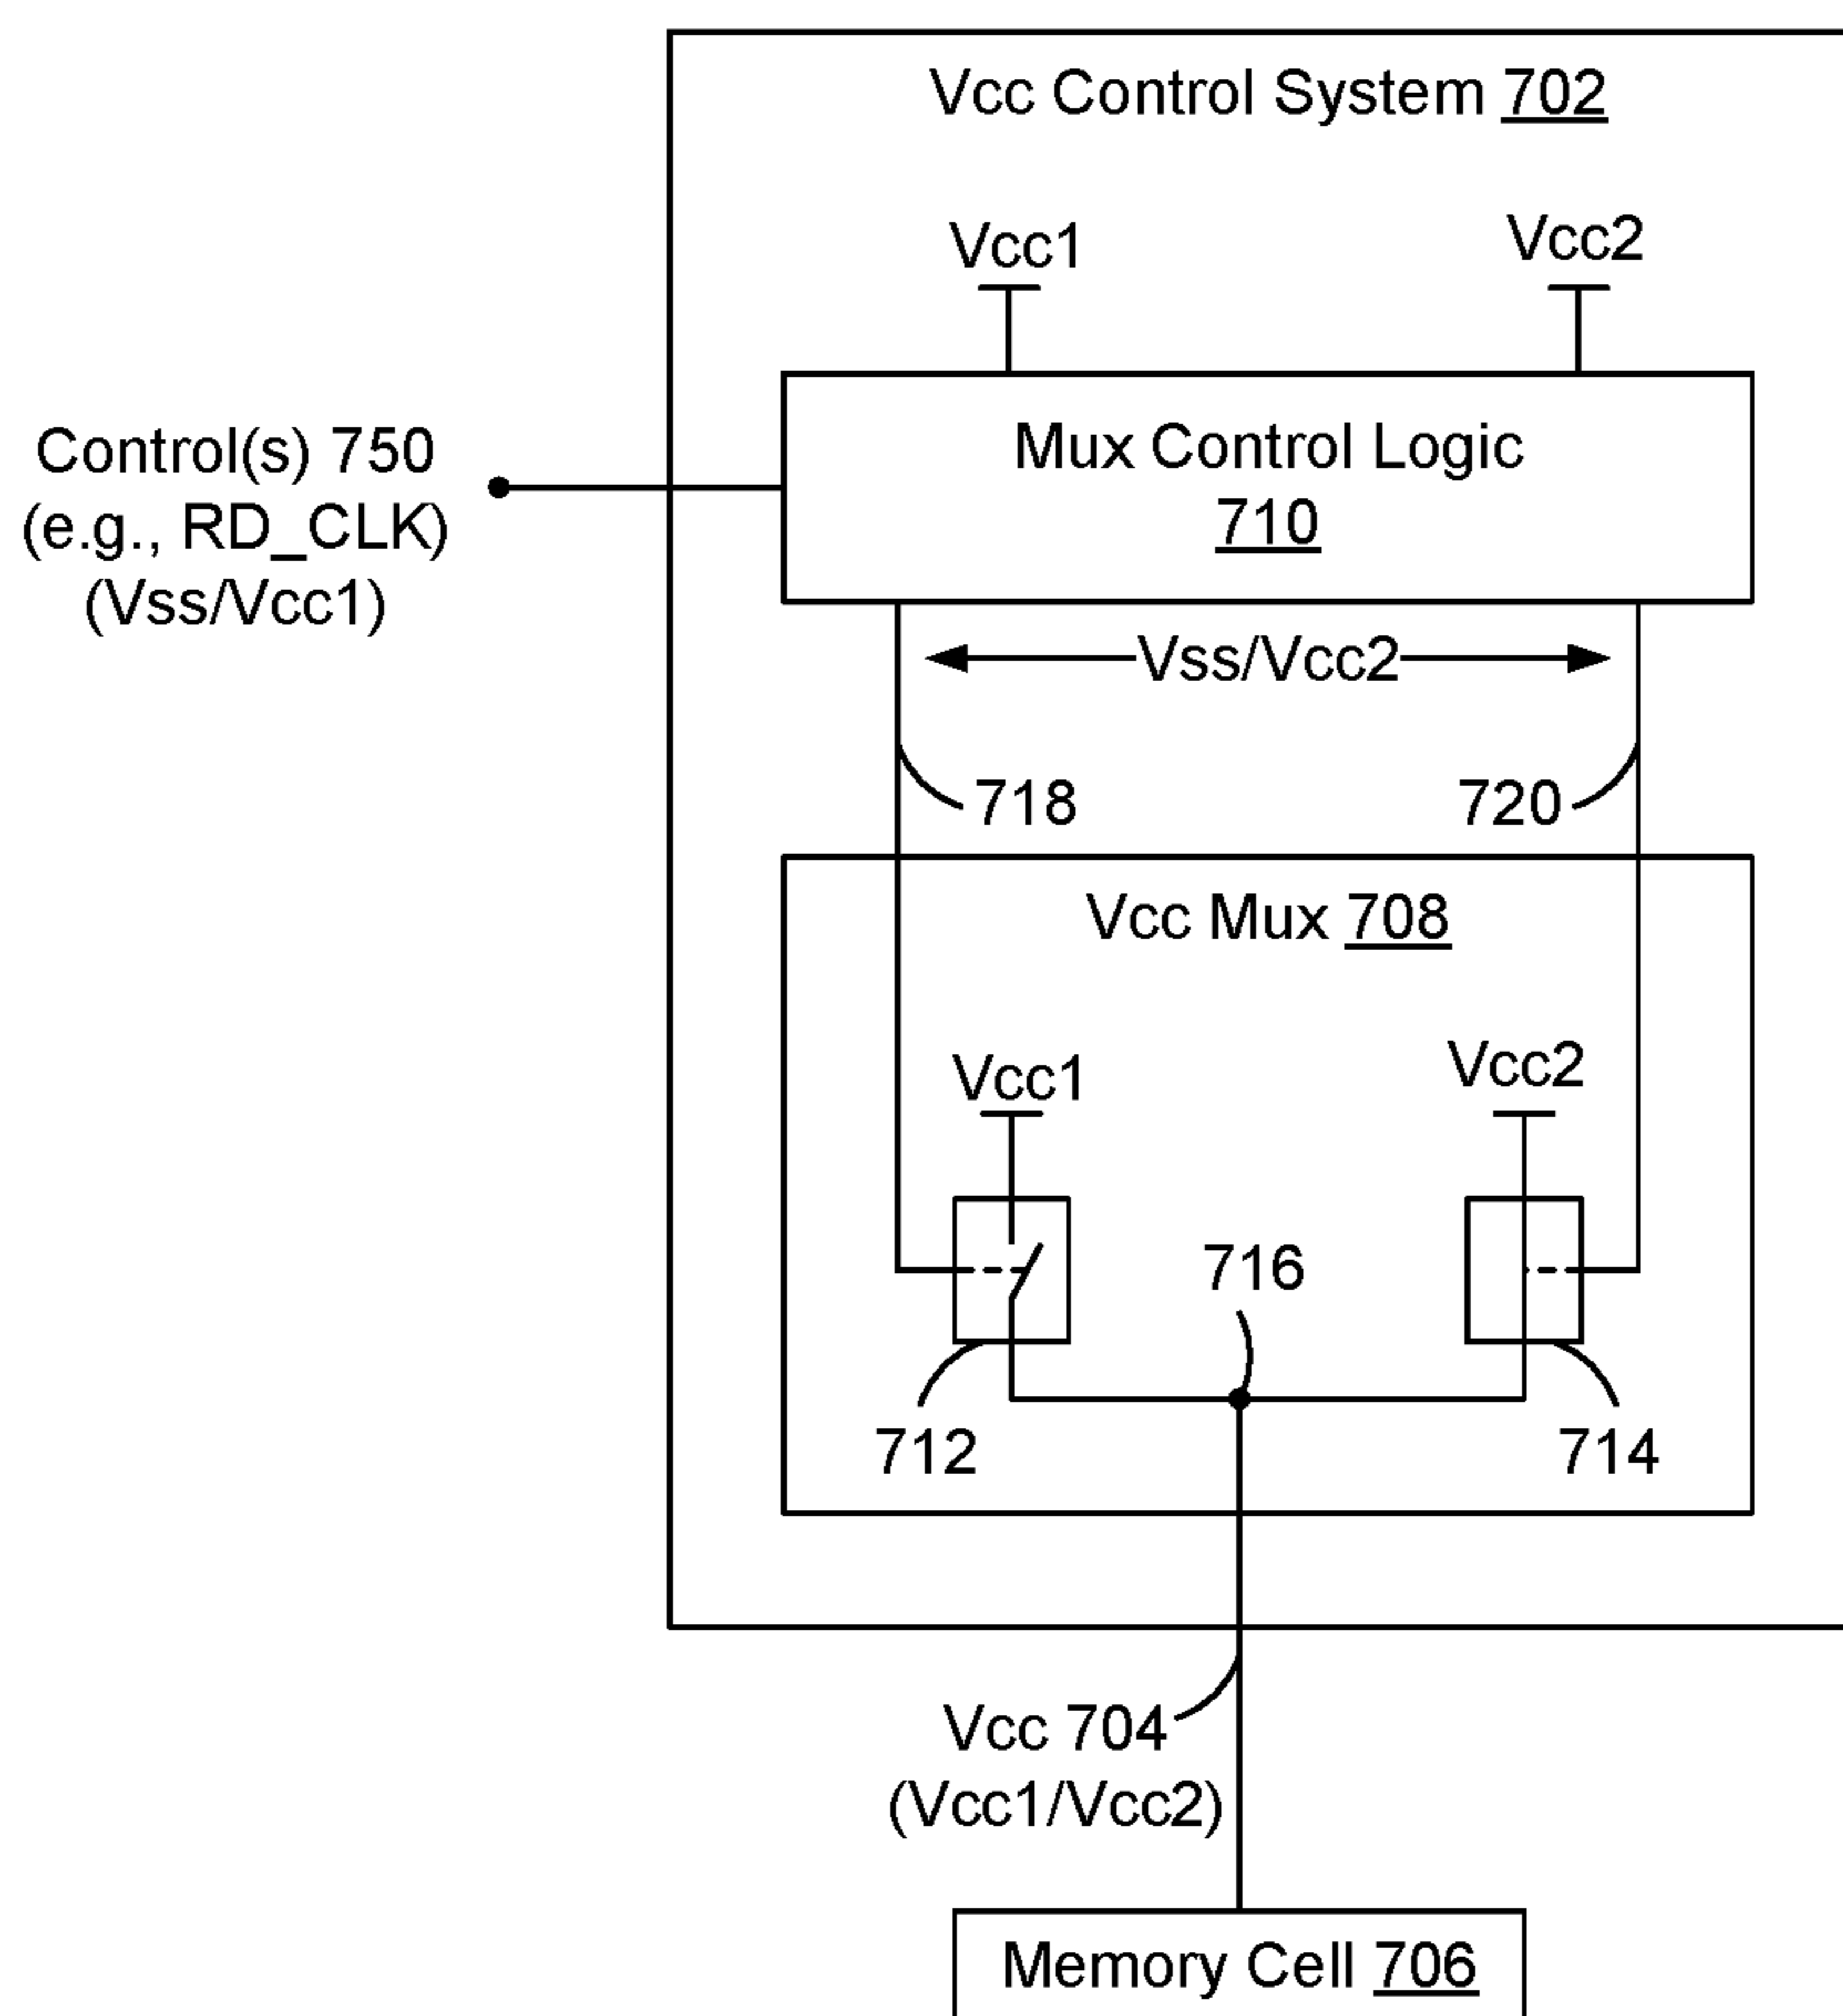 Vcc Control System 702
Vcc1
Vcc2
Control(s) 750
(e.g., RD_CLK)
(Vss/Vcc1)
Mux Control Logic
710
Vss/Vcc2
718
720
Vcc Mux 708
Vcc1
Vcc2
716
712
714
Vcc 704
(Vcc1/Vcc2)
Memory Cell 706